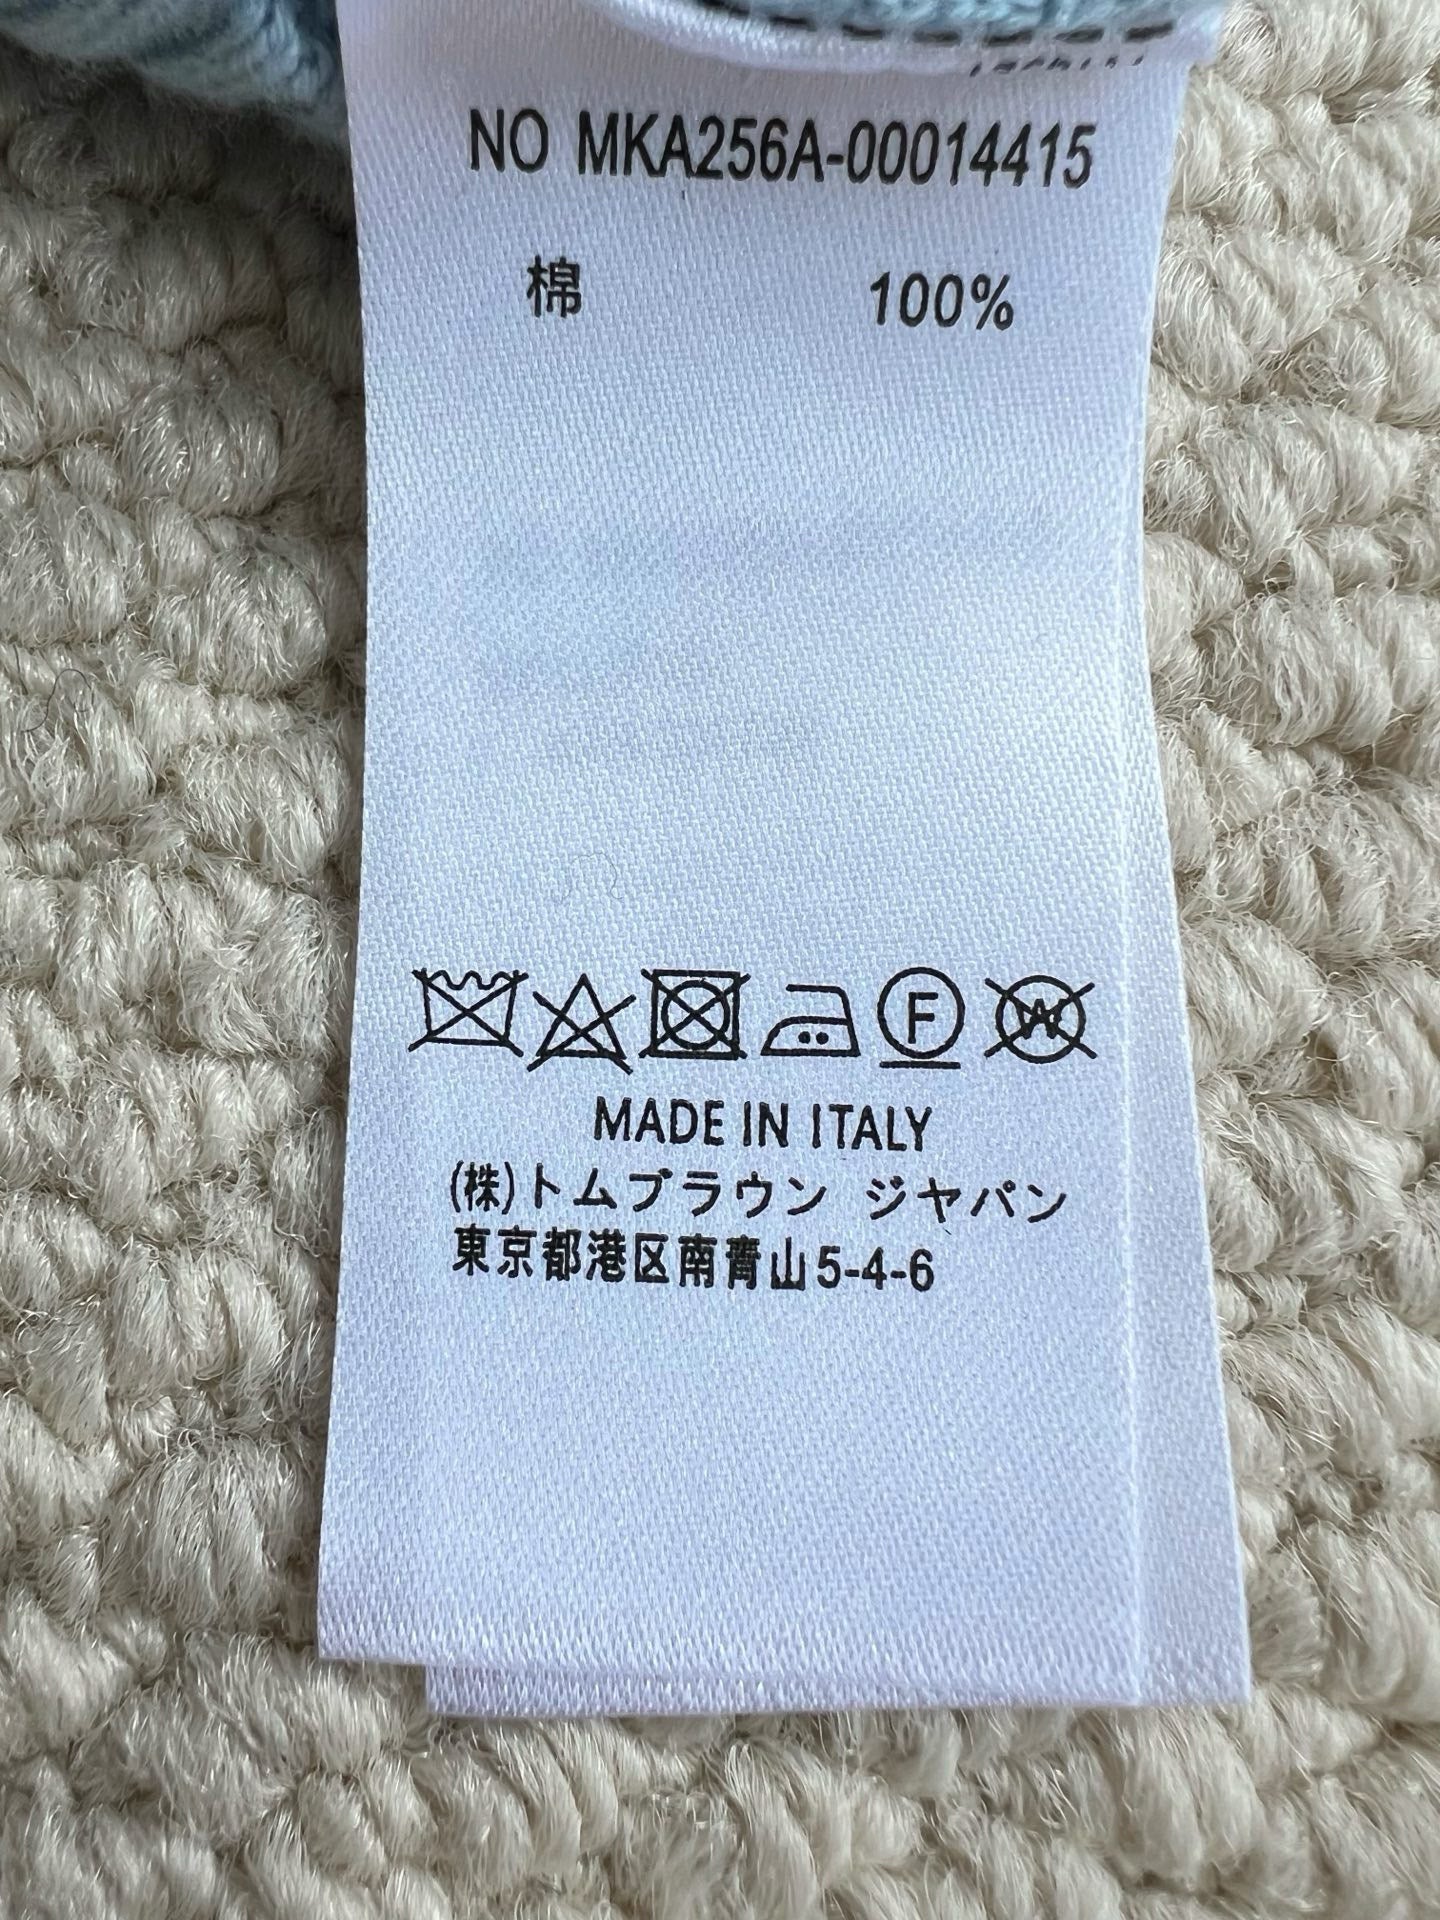 NO MKA256A-00014415
棉 100%
F W
MADE IN ITALY
(株)トムブラウン ジャパン
東京都港区南青山5-4-6